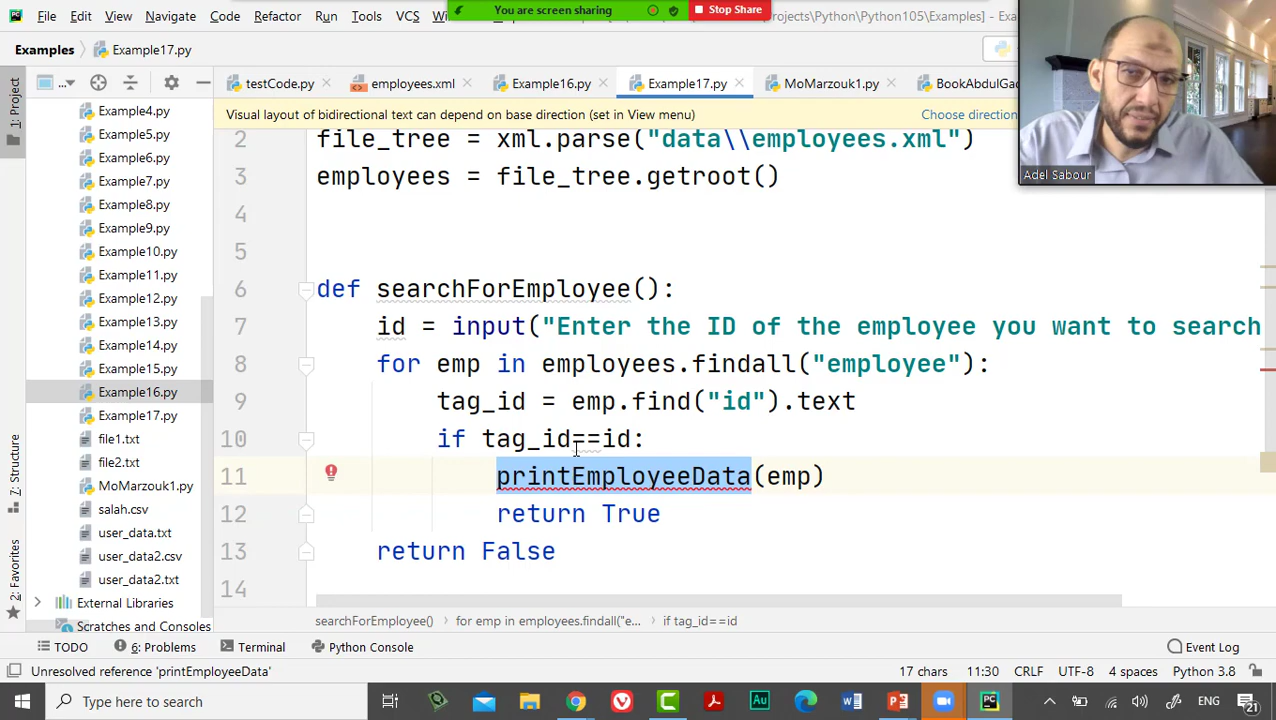 You are screen sharing
Stop Share
File Edit View Navigate Code Refactor Run Tools VCS
Examples
Example17.py
testCode.py
employees.xml
Example16.py
Example17.py
MoMarzouk1.py
Visual layout of bidirectional text can depend on base direction (set in View menu)
Choose direction
Adel Sabour
1: Project
7: Structure
2: Favorites
Example4.py
Example5.py
Example6.py
Example7.py
Example8.py
Example9.py
Example10.py
Example11.py
Example12.py
Example13.py
Example14.py
Example15.py
Example16.py
Example17.py
file1.txt
file2.txt
MoMarzouk1.py
salah.csv
user_data.txt
user_data2.csv
user_data2.txt
External Libraries
Scratches and Consoles
2 file_tree = xml.parse("data\\employees.xml")
3 employees = file_tree.getroot()
4
5
6 def searchForEmployee():
7 id = input("Enter the ID of the employee you want to search
8 for emp in employees.findall("employee"):
9 tag_id = emp.find("id").text
10 if tag_id==id:
11 printEmployeeData(emp)
12 return True
13 return False
14
searchForEmployee() for emp in employees.findall("e... if tag_id==id
TODO 6: Problems Terminal Python Console Event Log
Unresolved reference 'printEmployeeData' 17 chars 11:30 CRLF UTF-8 4 spaces Python 3.8
Type here to search
ENG
21